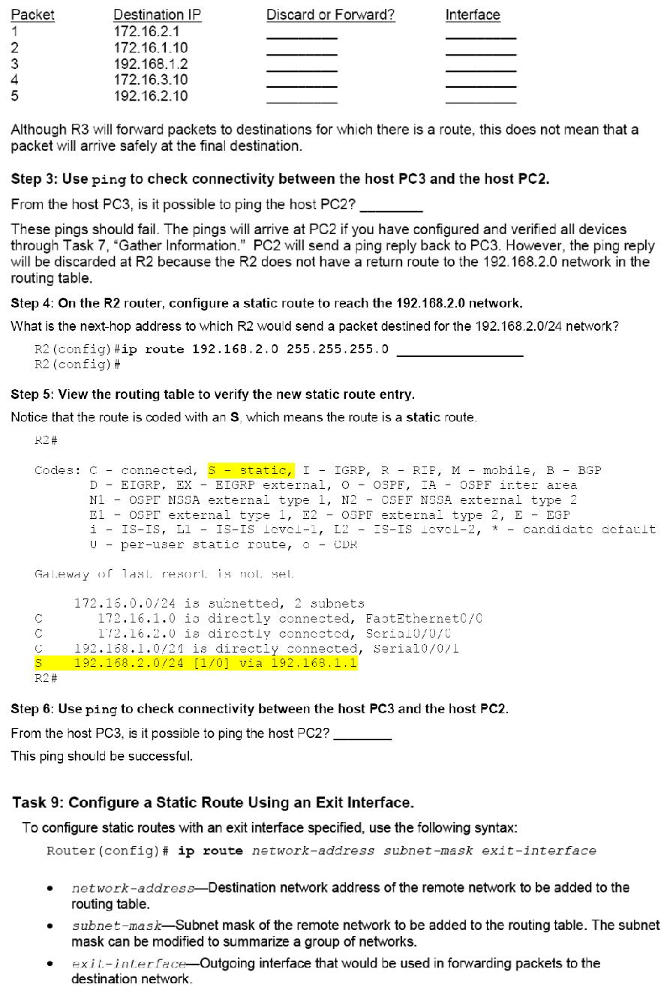 Packet Destination IP Discard or Forward? Interface
1 172.16.2.1 _________ _________
2 172.16.1.10 _________ _________
3 192.168.1.2 _________ _________
4 172.16.3.10 _________ _________
5 192.16.2.10 _________ _________
Although R3 will forward packets to destinations for which there is a route, this does not mean that a
packet will arrive safely at the final destination.
Step 3: Use ping to check connectivity between the host PC3 and the host PC2.
From the host PC3, is it possible to ping the host PC2? ________
These pings should fail. The pings will arrive at PC2 if you have configured and verified all devices
through Task 7, “Gather Information.” PC2 will send a ping reply back to PC3. However, the ping reply
will be discarded at R2 because the R2 does not have a return route to the 192.168.2.0 network in the
routing table.
Step 4: On the R2 router, configure a static route to reach the 192.168.2.0 network.
What is the next-hop address to which R2 would send a packet destined for the 192.168.2.0/24 network?
R2(config)#ip route 192.168.2.0 255.255.255.0 ________________
R2(config)#
Step 5: View the routing table to verify the new static route entry.
Notice that the route is coded with an S, which means the route is a static route.
R2#
Codes: C - connected, S - static, I - IGRP, R - RIP, M - mobile, B - BGP
D - EIGRP, EX - EIGRP external, O - OSPF, IA - OSPF inter area
N1 - OSPF NSSA external type 1, N2 - OSPF NSSA external type 2
E1 - OSPF external type 1, E2 - OSPF external type 2, E - EGP
i - IS-IS, L1 - IS-IS level-1, L2 - IS-IS level-2, * - candidate default
U - per-user static route, o - ODR
Gateway of last resort is not set
172.16.0.0/24 is subnetted, 2 subnets
C 172.16.1.0 is directly connected, FastEthernet0/0
C 172.16.2.0 is directly connected, Serial0/0/0
C 192.168.1.0/24 is directly connected, Serial0/0/1
S 192.168.2.0/24 [1/0] via 192.168.1.1
R2#
Step 6: Use ping to check connectivity between the host PC3 and the host PC2.
From the host PC3, is it possible to ping the host PC2? ________
This ping should be successful.
Task 9: Configure a Static Route Using an Exit Interface.
To configure static routes with an exit interface specified, use the following syntax:
Router(config)# ip route network-address subnet-mask exit-interface
• network-address—Destination network address of the remote network to be added to the
routing table.
• subnet-mask—Subnet mask of the remote network to be added to the routing table. The subnet
mask can be modified to summarize a group of networks.
• exit-interface—Outgoing interface that would be used in forwarding packets to the
destination network.